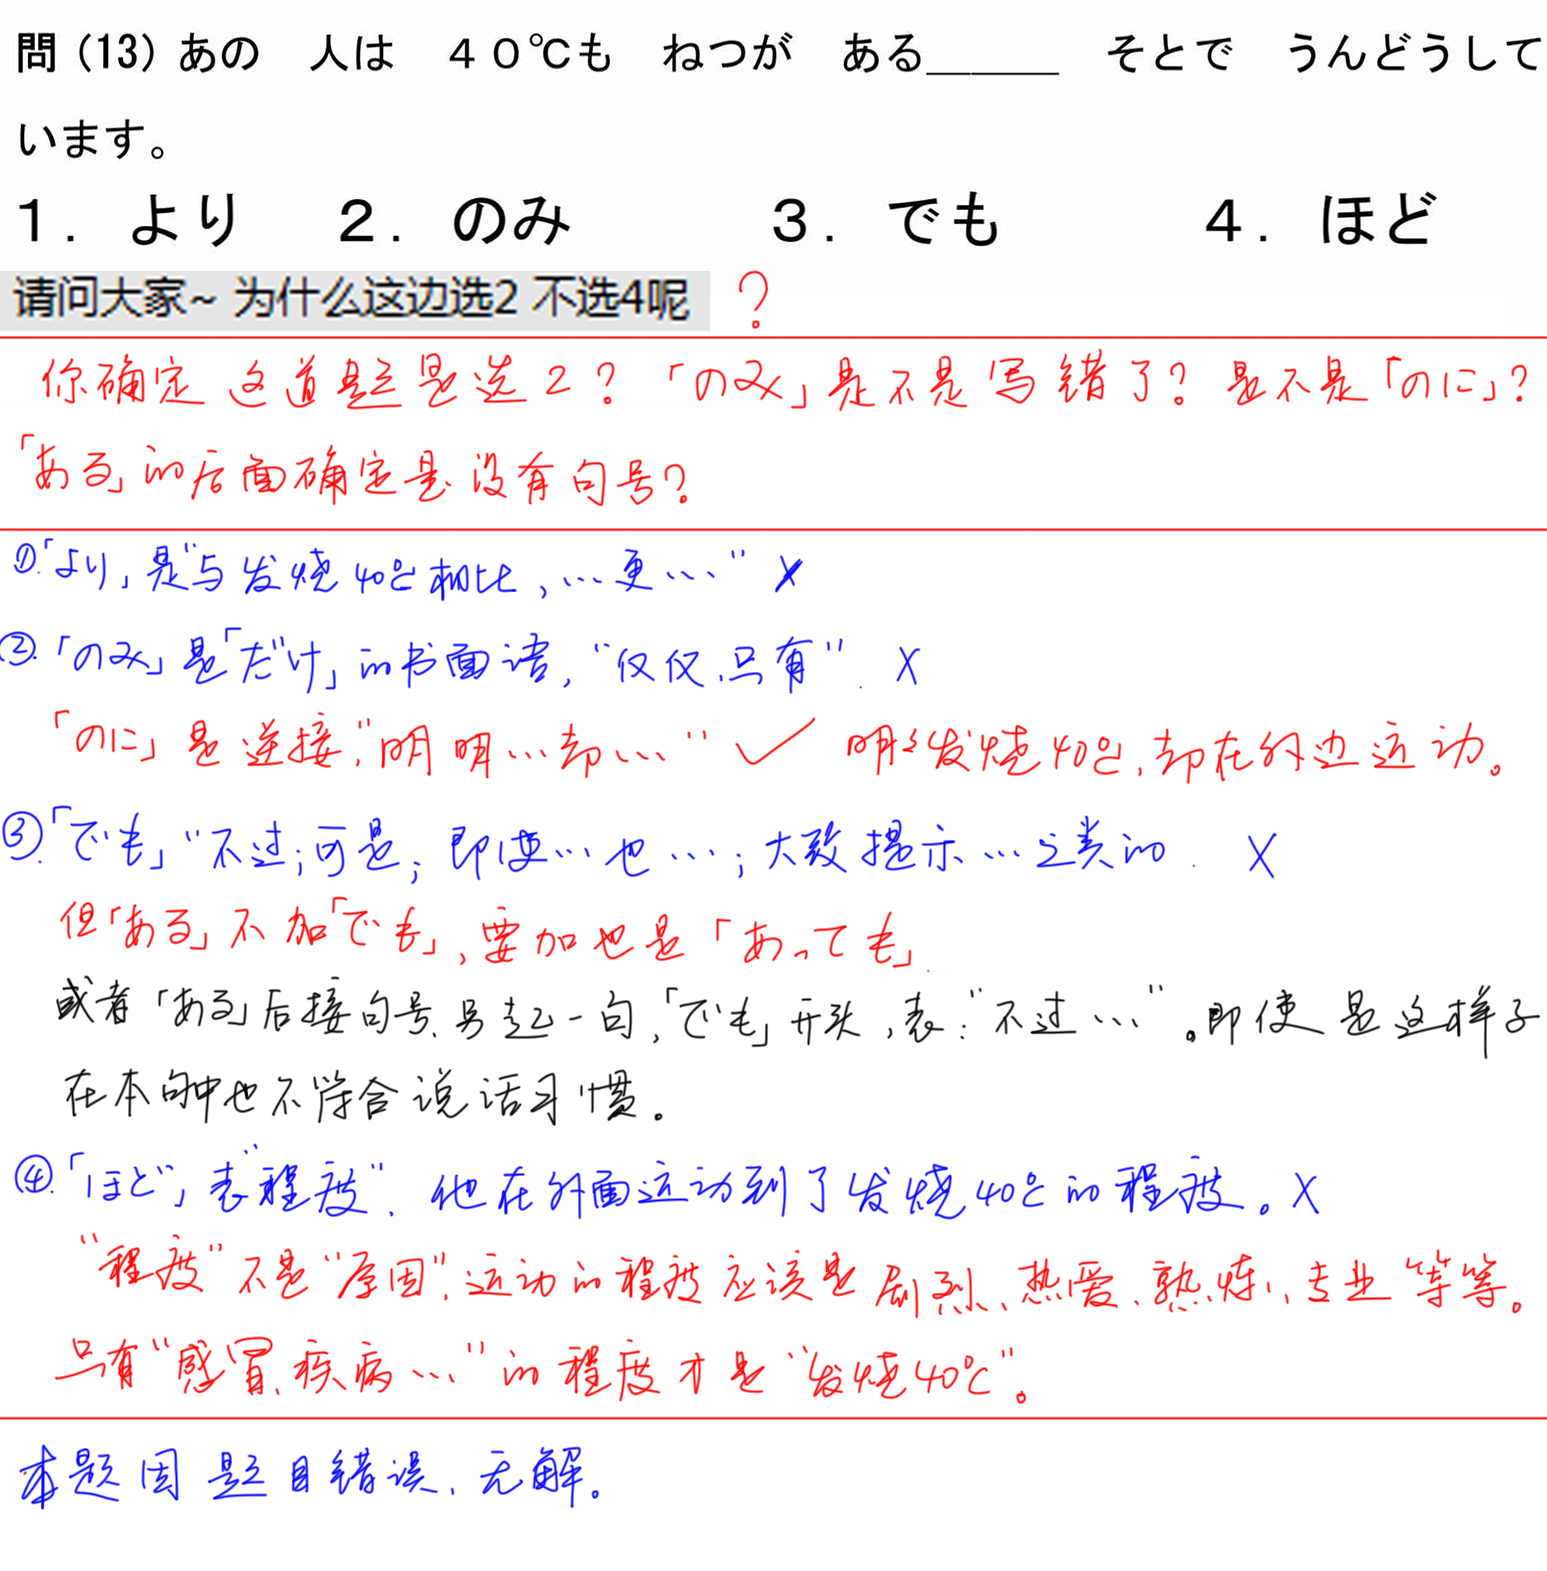 問（13）あの　人は　４０℃も　ねつが　ある______　そとで　うんどうして
います。
１．より　２．のみ　３．でも　４．ほど
请问大家~ 为什么这边选2 不选4呢 ？
你确定这道题是选2？「のみ」是不是写错了？是不是「のに」？
「ある」的后面确定是没有句号？
①.「より」是“与发烧40℃相比，…更…” X
②.「のみ」是「だけ」的书面语，“仅仅、只有”. X
「のに」是逆接，“明明…却…” ✓ 明明发烧40℃，却在外边运动。
③.「でも」“不过；可是；即使…也…；大致提示…之类的. X
但「ある」不加「でも」，要加也是「あっても」.
或者「ある」后接句号、另起一句，「でも」开头，表：“不过…”。即使是这样子
在本句中也不符合说话习惯。
④.「ほど」表“程度”. 他在外面运动到了发烧40℃的程度。X
“程度”不是“原因”. 运动的程度应该是剧烈、热爱、熟练、专业等等。
只有“感冒、疾病…”的程度才是“发烧40℃”。
本题因题目错误、无解。